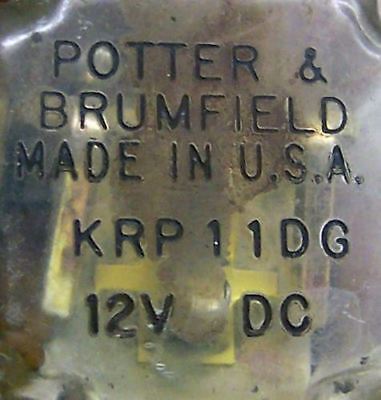 POTTER &
BRUMFIELD
MADE IN U.S.A.
KRP 11DG
12V DC